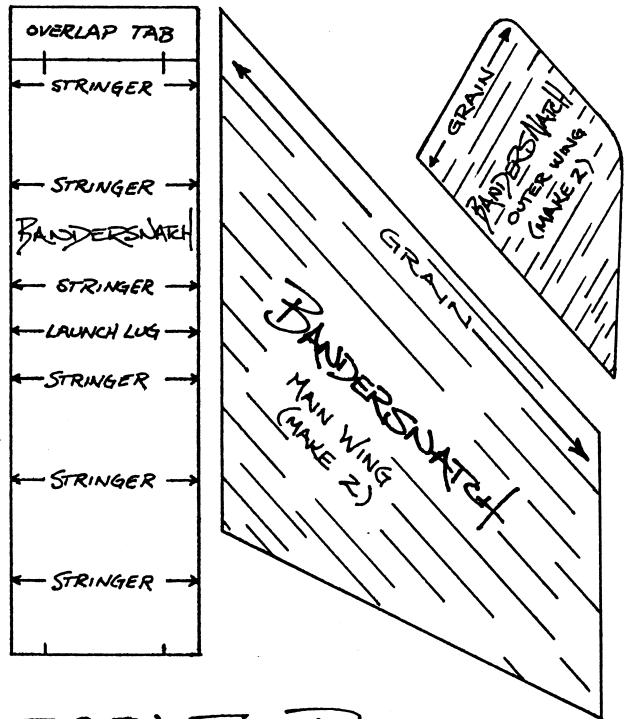 OVERLAP TAB
STRINGER
STRINGER
BANDERSNATCH
STRINGER
LAUNCH LUG
STRINGER
STRINGER
STRINGER
GRAIN
BANDERSNATCH
MAIN WING
(MAKE 2)
GRAIN
BANDERSNATCH
OUTER WING
(MAKE 2)